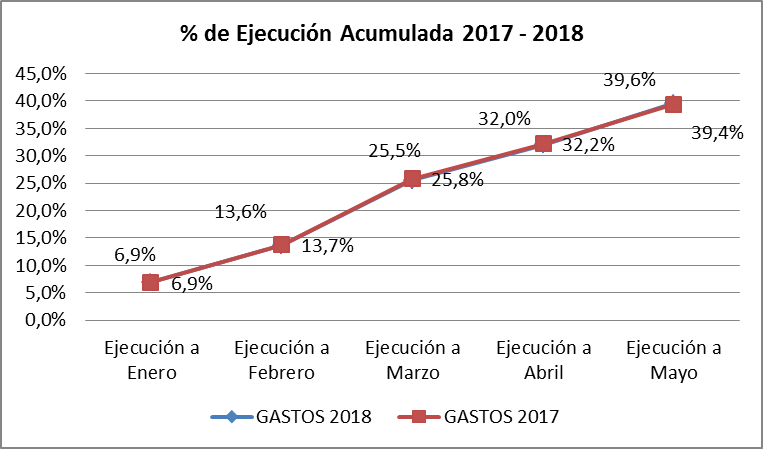 % de Ejecución Acumulada 2017 - 2018
45,0%
40,0%
35,0%
30,0%
25,0%
20,0%
15,0%
10,0%
5,0%
0,0%
6,9%
6,9%
13,6%
13,7%
25,5%
25,8%
32,0%
32,2%
39,6%
39,4%
Ejecución a
Enero
Ejecución a
Febrero
Ejecución a
Marzo
Ejecución a
Abril
Ejecución a
Mayo
GASTOS 2018
GASTOS 2017